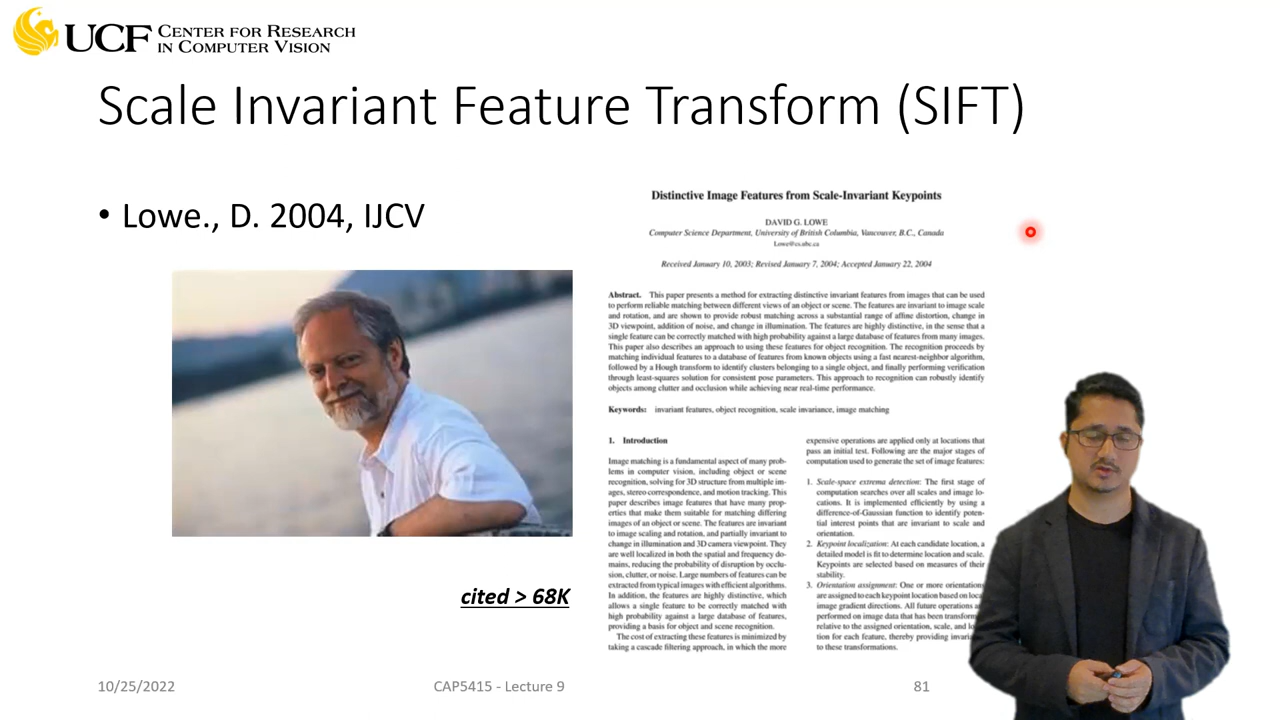 UCF CENTER FOR RESEARCH
IN COMPUTER VISION
Scale Invariant Feature Transform (SIFT)
• Lowe., D. 2004, IJCV
cited > 68K
Distinctive Image Features from Scale-Invariant Keypoints
DAVID G. LOWE
Computer Science Department, University of British Columbia, Vancouver, B.C., Canada
Lowe@cs.ubc.ca
Received January 10, 2003; Revised January 7, 2004; Accepted January 22, 2004
Abstract. This paper presents a method for extracting distinctive invariant features from images that can be used
to perform reliable matching between different views of an object or scene. The features are invariant to image scale
and rotation, and are shown to provide robust matching across a substantial range of affine distortion, change in
3D viewpoint, addition of noise, and change in illumination. The features are highly distinctive, in the sense that a
single feature can be correctly matched with high probability against a large database of features from many images.
This paper also describes an approach to using these features for object recognition. The recognition proceeds by
matching individual features to a database of features from known objects using a fast nearest-neighbor algorithm,
followed by a Hough transform to identify clusters belonging to a single object, and finally performing verification
through least-squares solution for consistent pose parameters. This approach to recognition can robustly identify
objects among clutter and occlusion while achieving near real-time performance.
Keywords: invariant features, object recognition, scale invariance, image matching
1. Introduction
Image matching is a fundamental aspect of many prob-
lems in computer vision, including object or scene
recognition, solving for 3D structure from multiple im-
ages, stereo correspondence, and motion tracking. This
paper describes image features that have many prop-
erties that make them suitable for matching differing
images of an object or scene. The features are invariant
to image scaling and rotation, and partially invariant to
change in illumination and 3D camera viewpoint. They
are well localized in both the spatial and frequency do-
mains, reducing the probability of disruption by occlu-
sion, clutter, or noise. Large numbers of features can be
extracted from typical images with efficient algorithms.
In addition, the features are highly distinctive, which
allows a single feature to be correctly matched with
high probability against a large database of features,
providing a basis for object and scene recognition.
The cost of extracting these features is minimized by
taking a cascade filtering approach, in which the more
expensive operations are applied only at locations that
pass an initial test. Following are the major stages of
computation used to generate the set of image features:
1. Scale-space extrema detection: The first stage of
computation searches over all scales and image lo-
cations. It is implemented efficiently by using a
difference-of-Gaussian function to identify poten-
tial interest points that are invariant to scale and
orientation.
2. Keypoint localization: At each candidate location, a
detailed model is fit to determine location and scale.
Keypoints are selected based on measures of their
stability.
3. Orientation assignment: One or more orientations
are assigned to each keypoint location based on loca
image gradient directions. All future operations a
performed on image data that has been transform
relative to the assigned orientation, scale, and lo
tion for each feature, thereby providing invaria
to these transformations.
10/25/2022
CAP5415 - Lecture 9
81